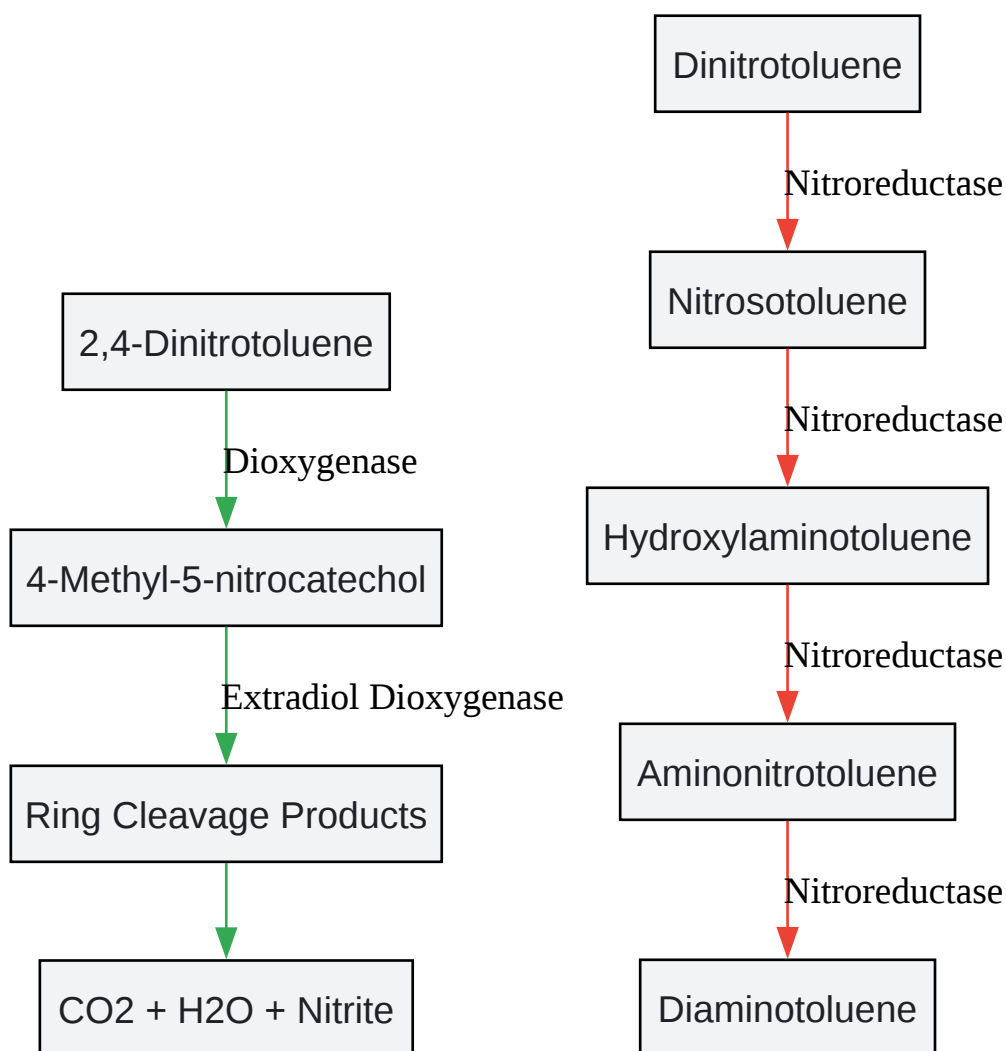 2,4-Dinitrotoluene
Dioxygenase
4-Methyl-5-nitrocatechol
Extradiol Dioxygenase
Ring Cleavage Products
CO2 + H2O + Nitrite
Dinitrotoluene
Nitroreductase
Nitrosotoluene
Nitroreductase
Hydroxylaminotoluene
Nitroreductase
Aminonitrotoluene
Nitroreductase
Diaminotoluene